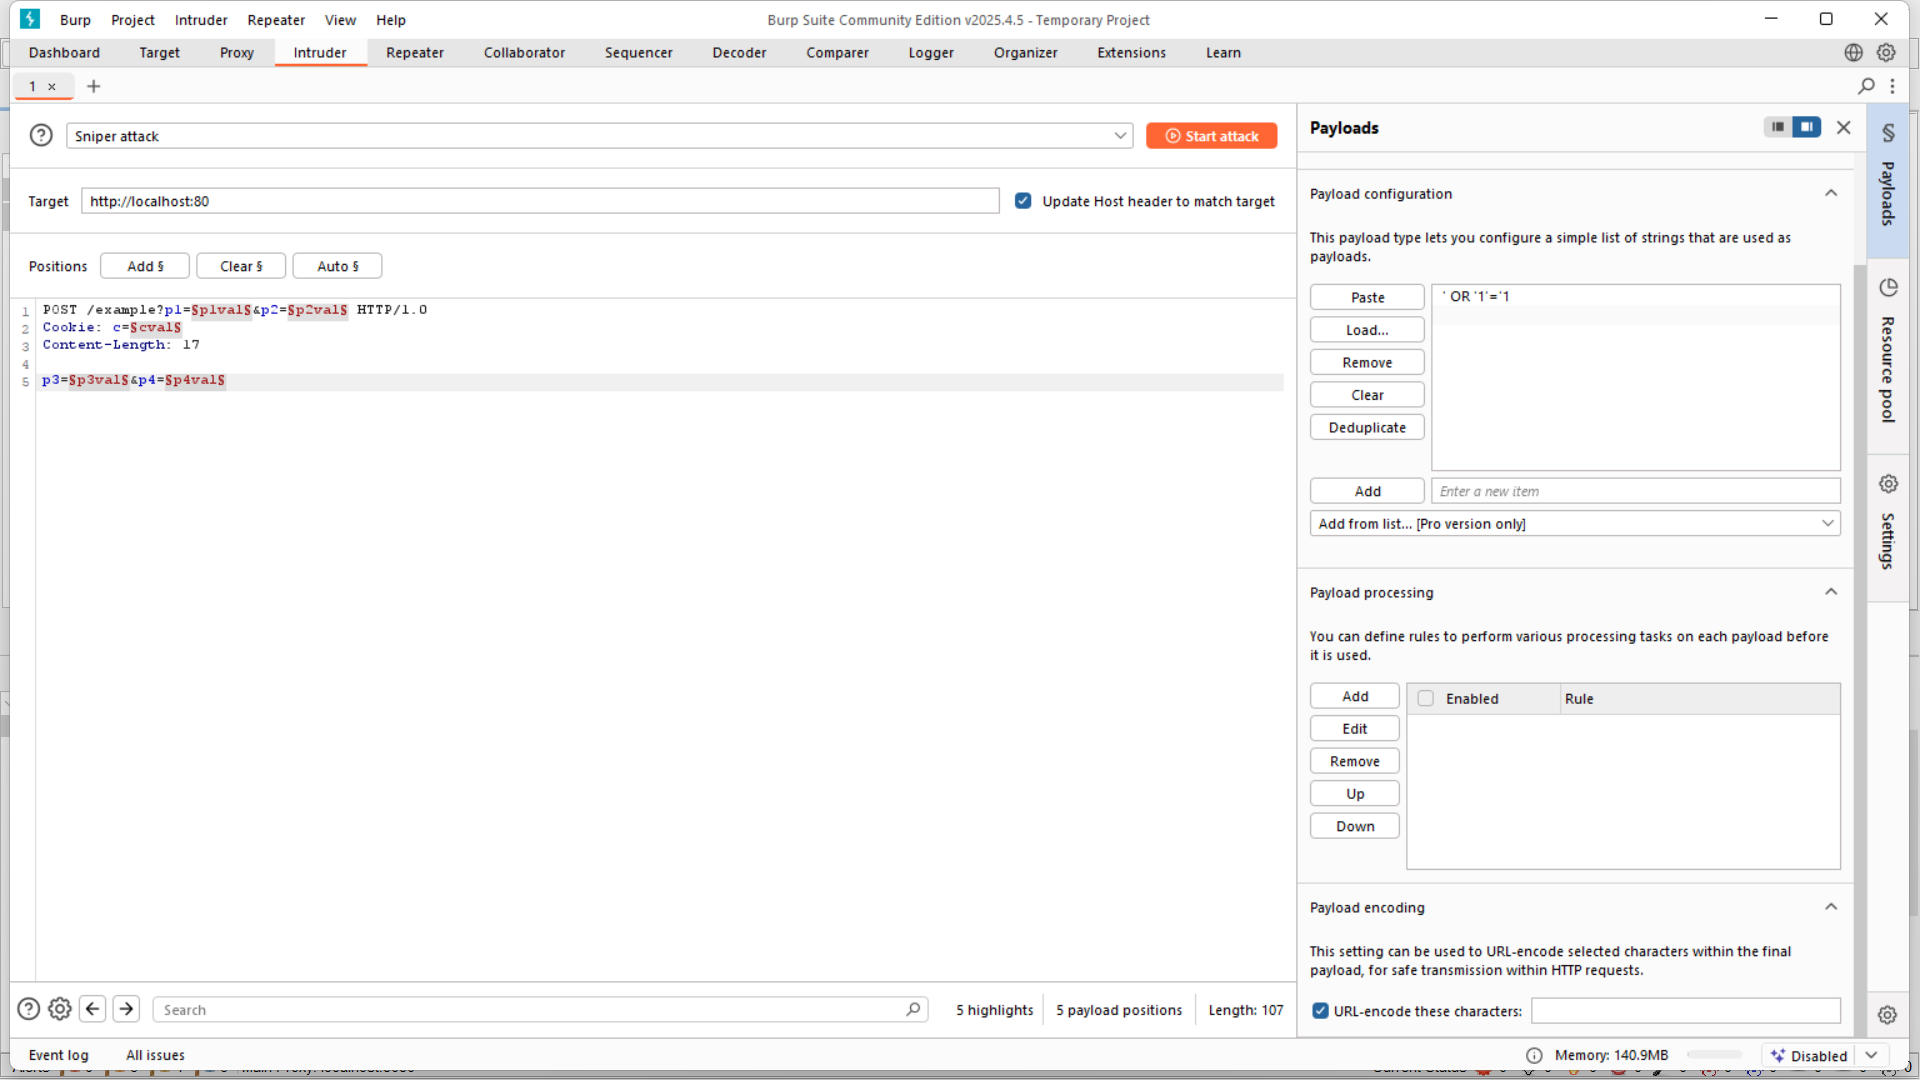 Burp Project Intruder Repeater View Help
Burp Suite Community Edition v2025.4.5 - Temporary Project
Dashboard Target Proxy Intruder Repeater Collaborator Sequencer Decoder Comparer Logger Organizer Extensions Learn
1 × +
Sniper attack
Start attack
Target http://localhost:80
Update Host header to match target
Positions Add § Clear § Auto §
1 POST /example?p1=§p1val§&p2=§p2val§ HTTP/1.0
2 Cookie: c=§cval§
3 Content-Length: 17
4
5 p3=§p3val§&p4=§p4val§
Search
5 highlights
5 payload positions
Length: 107
Payloads
Payload configuration
This payload type lets you configure a simple list of strings that are used as
payloads.
Paste
Load...
Remove
Clear
Deduplicate
' OR '1'='1
Add
Enter a new item
Add from list... [Pro version only]
Payload processing
You can define rules to perform various processing tasks on each payload before
it is used.
Add
Edit
Remove
Up
Down
Enabled Rule
Payload encoding
This setting can be used to URL-encode selected characters within the final
payload, for safe transmission within HTTP requests.
URL-encode these characters:
§ Payloads
Resource pool
Settings
Event log All issues
Memory: 140.9MB
Disabled